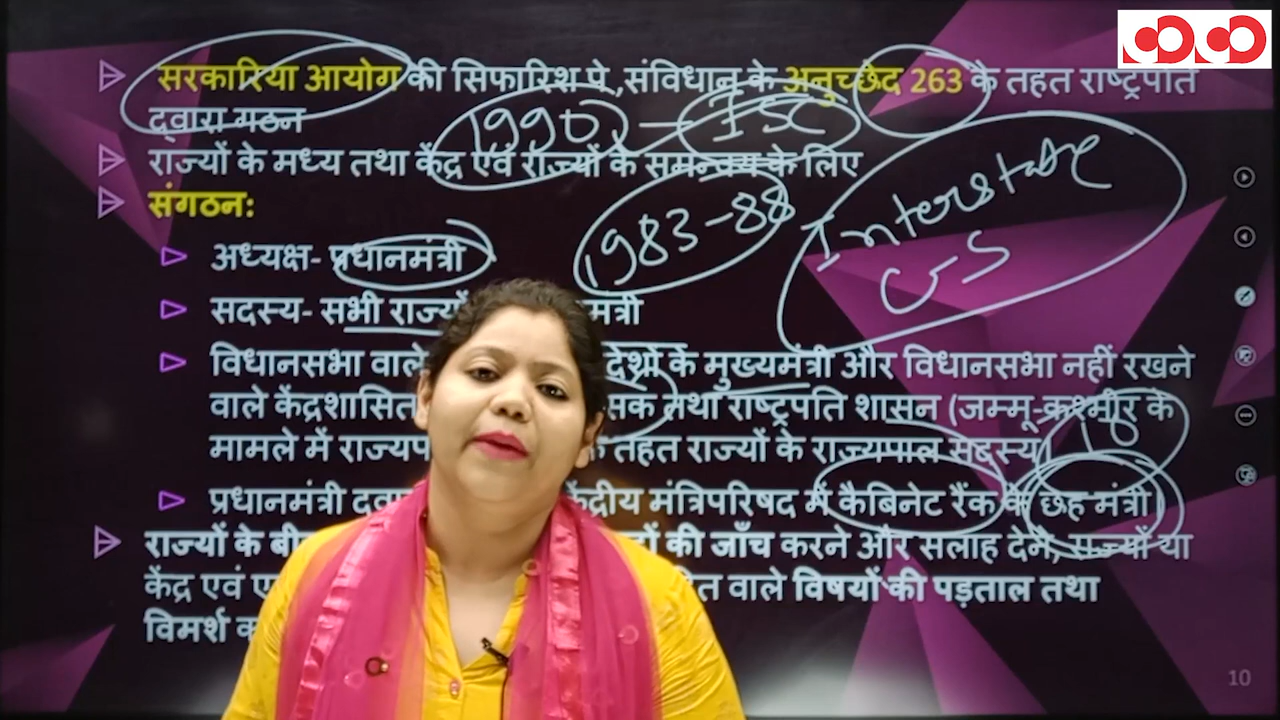 सरकारिया आयोग की सिफारिश पे ,संविधान के अनुच्छेद 263 के तहत राष्ट्रपति
द्वारा गठन
1990 - ISC
राज्यों के मध्य तथा केंद्र एवं राज्यों के समन्वय के लिए
Interstate
संगठन:
1983-88
अध्यक्ष- प्रधानमंत्री
सदस्य- सभी राज्यों मंत्री
विधानसभा वाले देशों के मुख्यमंत्री और विधानसभा नहीं रखने
वाले केंद्रशासित सक तथा राष्ट्रपति शासन (जम्मू-कश्मीर के
मामले में राज्यप के तहत राज्यों के राज्यपाल सदस्य
प्रधानमंत्री द्वा केंद्रीय मंत्रिपरिषद में कैबिनेट रैंक के छह मंत्री
राज्यों के बी दों की जाँच करने और सलाह देने, राज्यों या
केंद्र एवं ए ित वाले विषयों की पड़ताल तथा
विमर्श क
10